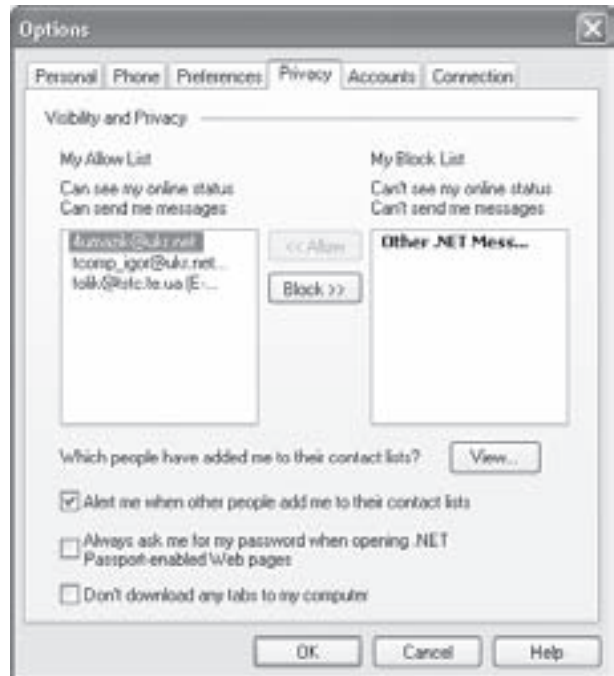 Options
Personal Phone Preferences Privacy Accounts Connection
Visibility and Privacy
My Allow List
Can see my online status
Can send me messages
tcomp_igor@ukr.net...
<< Allow
Block >>
My Block List
Can't see my online status
Can't send me messages
Other .NET Mess...
Which people have added me to their contact lists? View...
Alert me when other people add me to their contact lists
Always ask me for my password when opening .NET
Passport-enabled Web pages
Don't download any tabs to my computer
OK Cancel Help